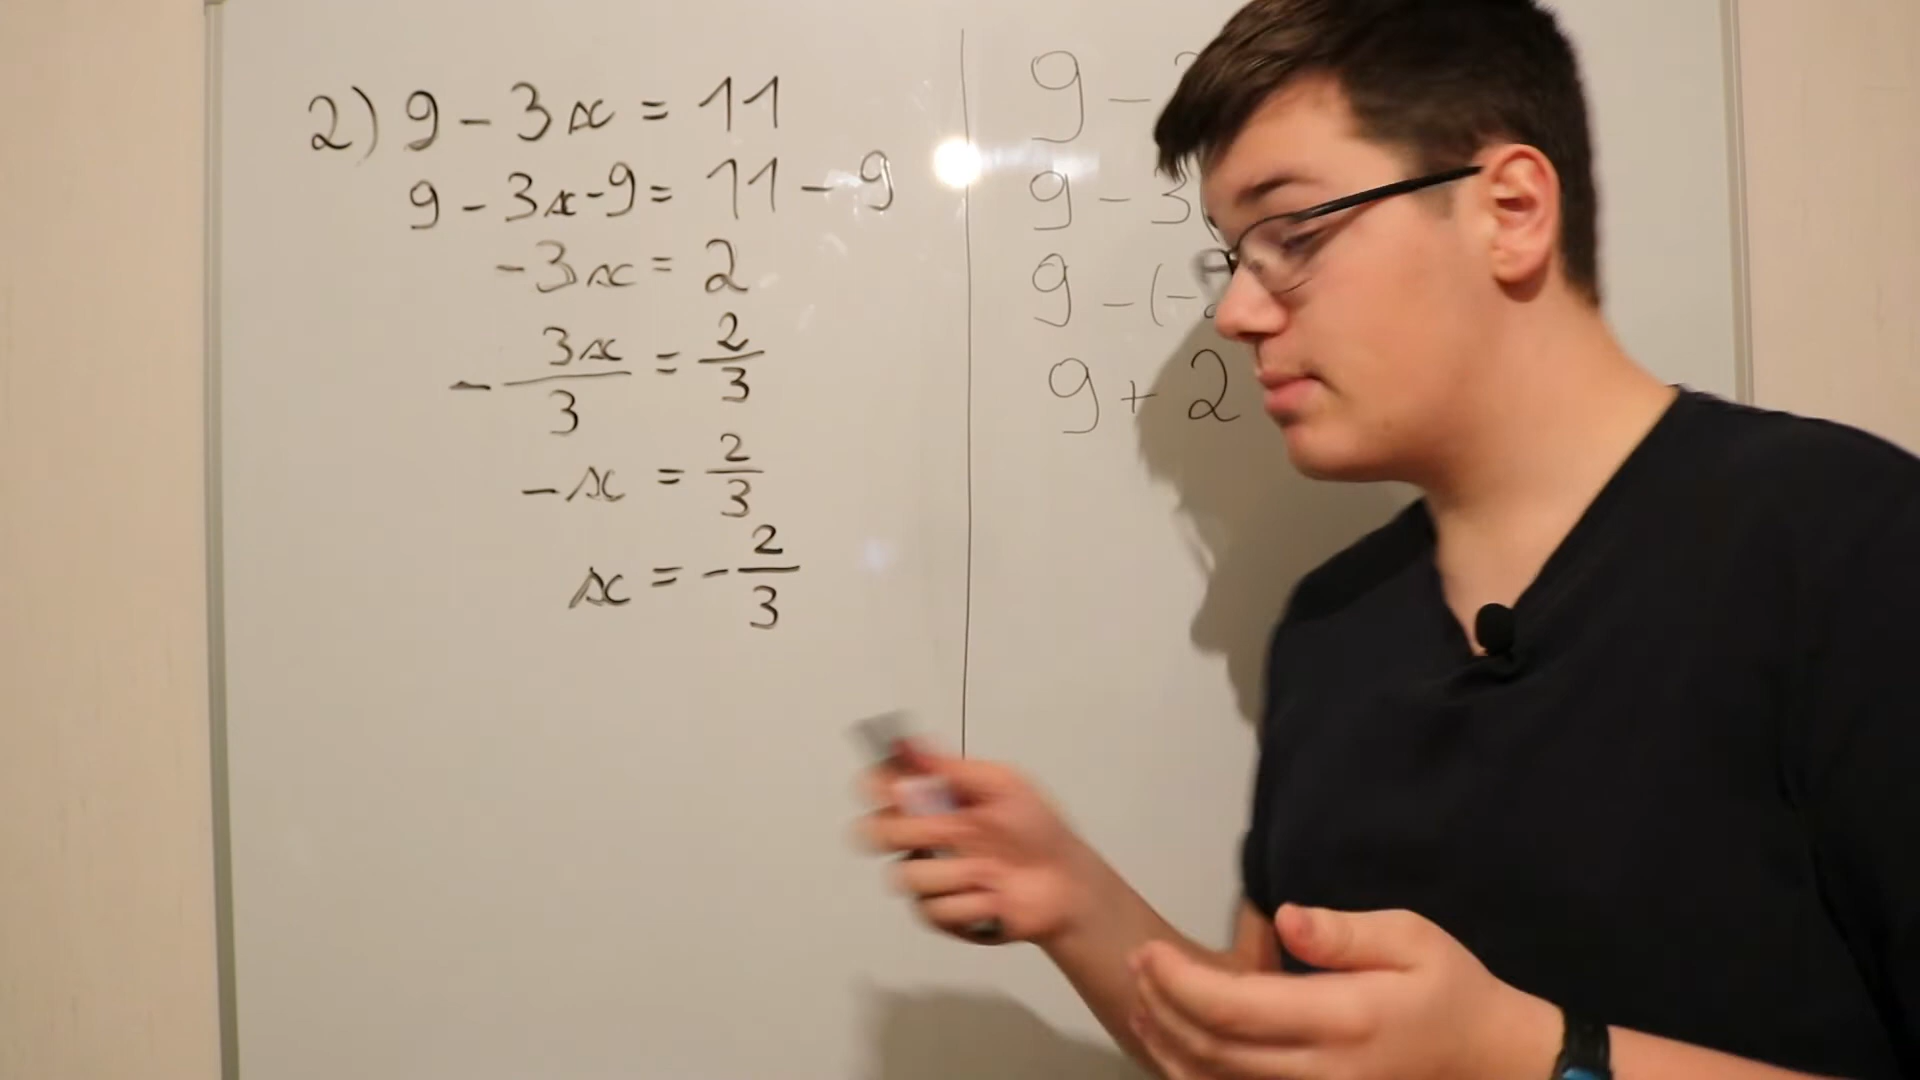 2) 9 - 3x = 11
9 - 3x - 9 = 11 - 9
-3x = 2
- 3x/3 = 2/3
-x = 2/3
x = - 2/3
9 -
9 - 3(
9 - (-
9 + 2